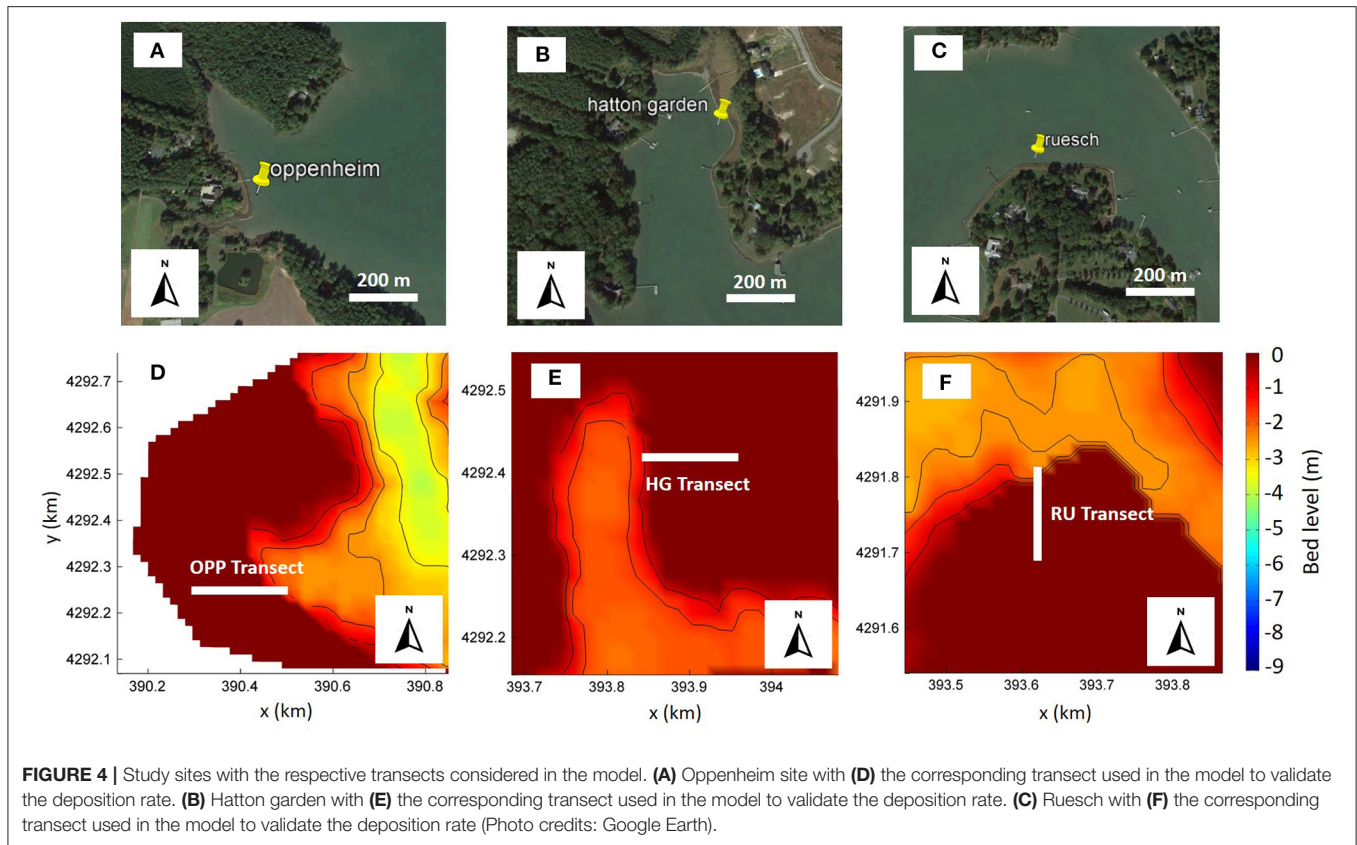 A
oppenheim
N
200 m
B
hatton garden
N
200 m
C
ruesch
N
200 m
D
4292.7
4292.6
4292.5
4292.4
4292.3
4292.2
4292.1
y (km)
OPP Transect
N
390.2 390.4 390.6 390.8
x (km)
E
4292.5
4292.4
4292.3
4292.2
HG Transect
N
393.7 393.8 393.9 394
x (km)
F
4291.9
4291.8
4291.7
4291.6
RU Transect
N
393.5 393.6 393.7 393.8
x (km)
0
-1
-2
-3
-4
-5
-6
-7
-8
-9
Bed level (m)
FIGURE 4 | Study sites with the respective transects considered in the model. (A) Oppenheim site with (D) the corresponding transect used in the model to validate
the deposition rate. (B) Hatton garden with (E) the corresponding transect used in the model to validate the deposition rate. (C) Ruesch with (F) the corresponding
transect used in the model to validate the deposition rate (Photo credits: Google Earth).